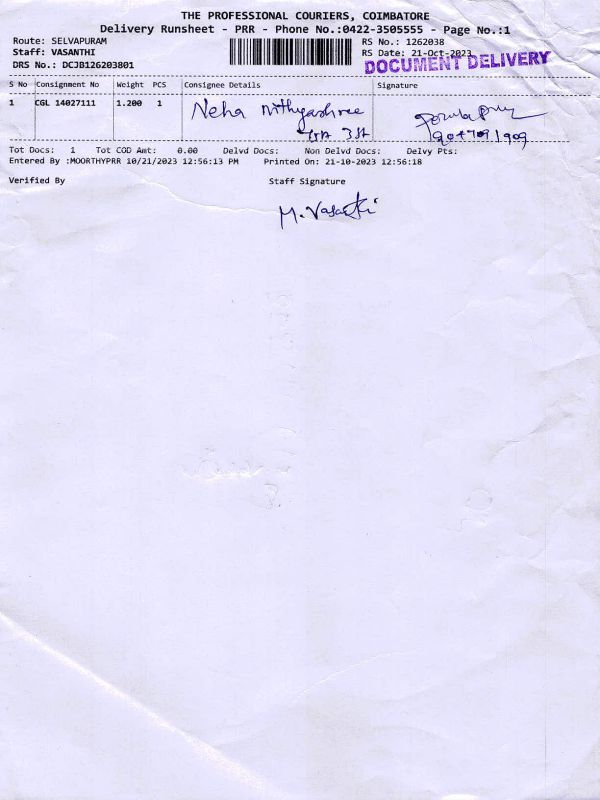 THE PROFESSIONAL COURIERS, COIMBATORE
Delivery Runsheet - PRR - Phone No.:0422-3505555 - Page No.:1
Route: SELVAPURAM
RS No.: 1262038
Staff: VASANTHI
RS Date: 21-Oct-2023
DRS No.: DCJB126203801
DOCUMENT DELIVERY
S No Consignment No Weight PCS Consignee Details Signature
1 CGL 14027111 1.200 1 Neha Nithyashree
Tot Docs: 1 Tot COD Amt: 0.00 Delvd Docs: Non Delvd Docs: Delvy Pts:
Entered By :MOORTHYPRR 10/21/2023 12:56:13 PM Printed On: 21-10-2023 12:56:18
Verified By Staff Signature
M. Vasanthi